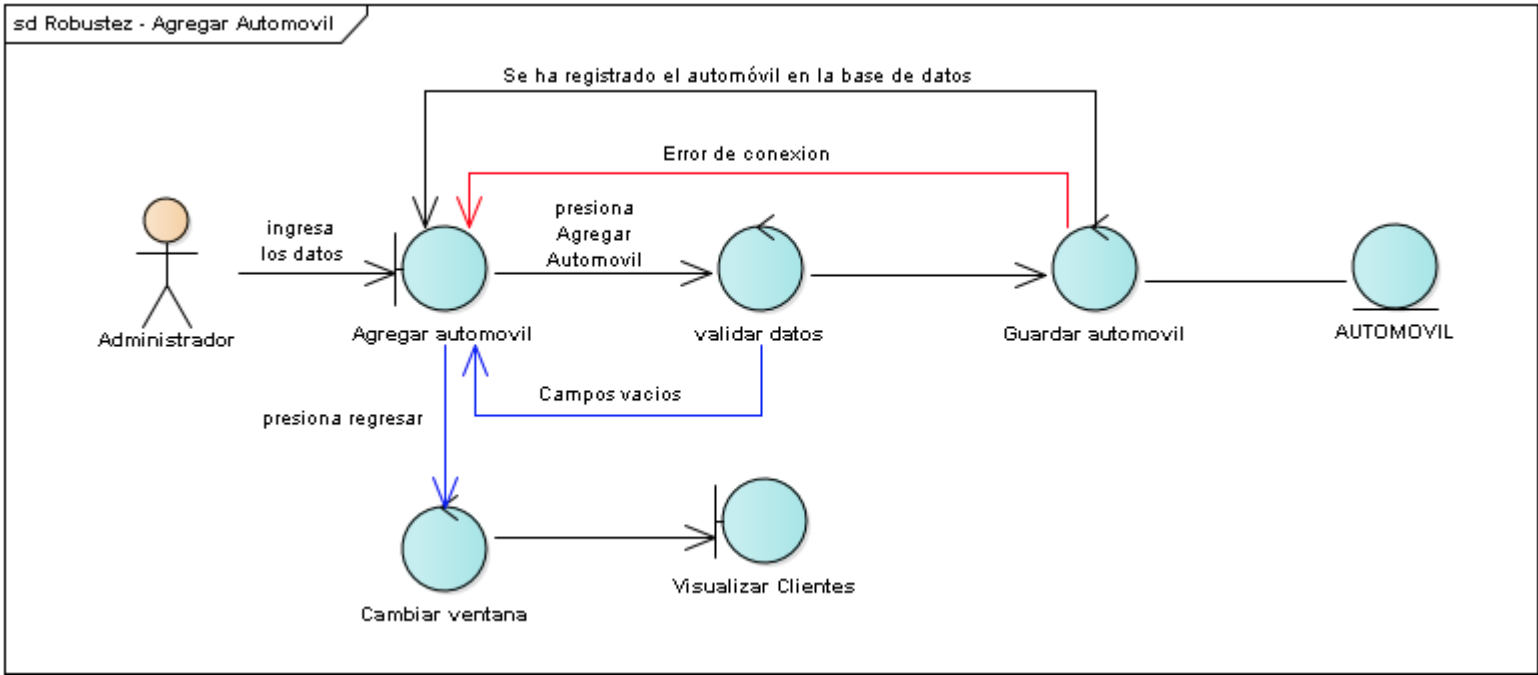 sd Robustez - Agregar Automovil
Se ha registrado el automóvil en la base de datos
Error de conexion
presiona
Agregar
Automovil
ingresa
los datos
Administrador
Agregar automovil
validar datos
Guardar automovil
AUTOMOVIL
Campos vacios
presiona regresar
Visualizar Clientes
Cambiar ventana